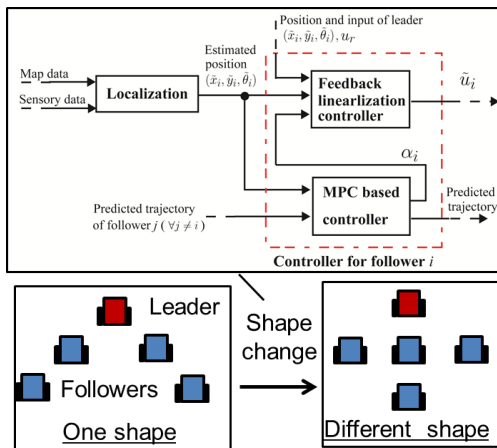 Position and input of leader
(x̃ᵢ, ỹᵢ, θ̃ᵢ), uᵣ
Estimated
position
(x̃ᵢ, ỹᵢ, θ̃ᵢ)
Map data
Sensory data
Localization
Feedback
linearlization
controller
ũᵢ
αᵢ
MPC based
controller
Predicted
trajectory
Predicted trajectory
of follower j (∀j ≠ i)
Controller for follower i
Leader
Followers
One shape
Shape
change
Different shape